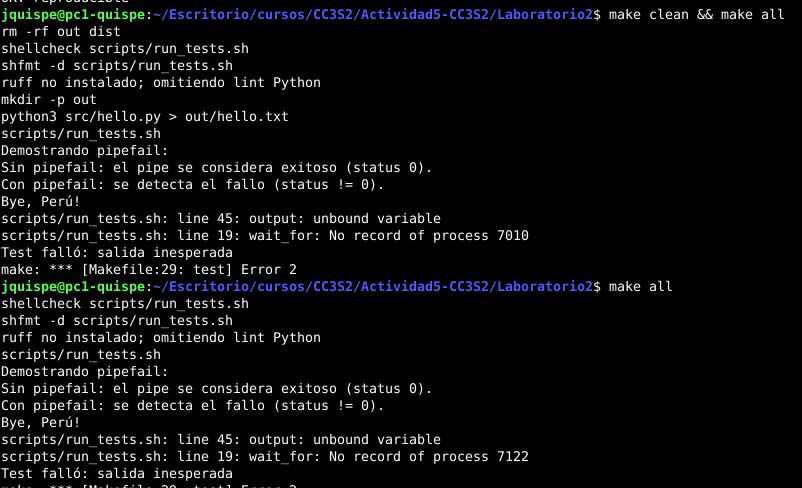 OK: reproducible
jquispe@pc1-quispe:~/Escritorio/cursos/CC3S2/Actividad5-CC3S2/Laboratorio2$ make clean && make all
rm -rf out dist
shellcheck scripts/run_tests.sh
shfmt -d scripts/run_tests.sh
ruff no instalado; omitiendo lint Python
mkdir -p out
python3 src/hello.py > out/hello.txt
scripts/run_tests.sh
Demostrando pipefail:
Sin pipefail: el pipe se considera exitoso (status 0).
Con pipefail: se detecta el fallo (status != 0).
Bye, Perú!
scripts/run_tests.sh: line 45: output: unbound variable
scripts/run_tests.sh: line 19: wait_for: No record of process 7010
Test falló: salida inesperada
make: *** [Makefile:29: test] Error 2
jquispe@pc1-quispe:~/Escritorio/cursos/CC3S2/Actividad5-CC3S2/Laboratorio2$ make all
shellcheck scripts/run_tests.sh
shfmt -d scripts/run_tests.sh
ruff no instalado; omitiendo lint Python
scripts/run_tests.sh
Demostrando pipefail:
Sin pipefail: el pipe se considera exitoso (status 0).
Con pipefail: se detecta el fallo (status != 0).
Bye, Perú!
scripts/run_tests.sh: line 45: output: unbound variable
scripts/run_tests.sh: line 19: wait_for: No record of process 7122
Test falló: salida inesperada
make: *** [Makefile:29: test] Error 2